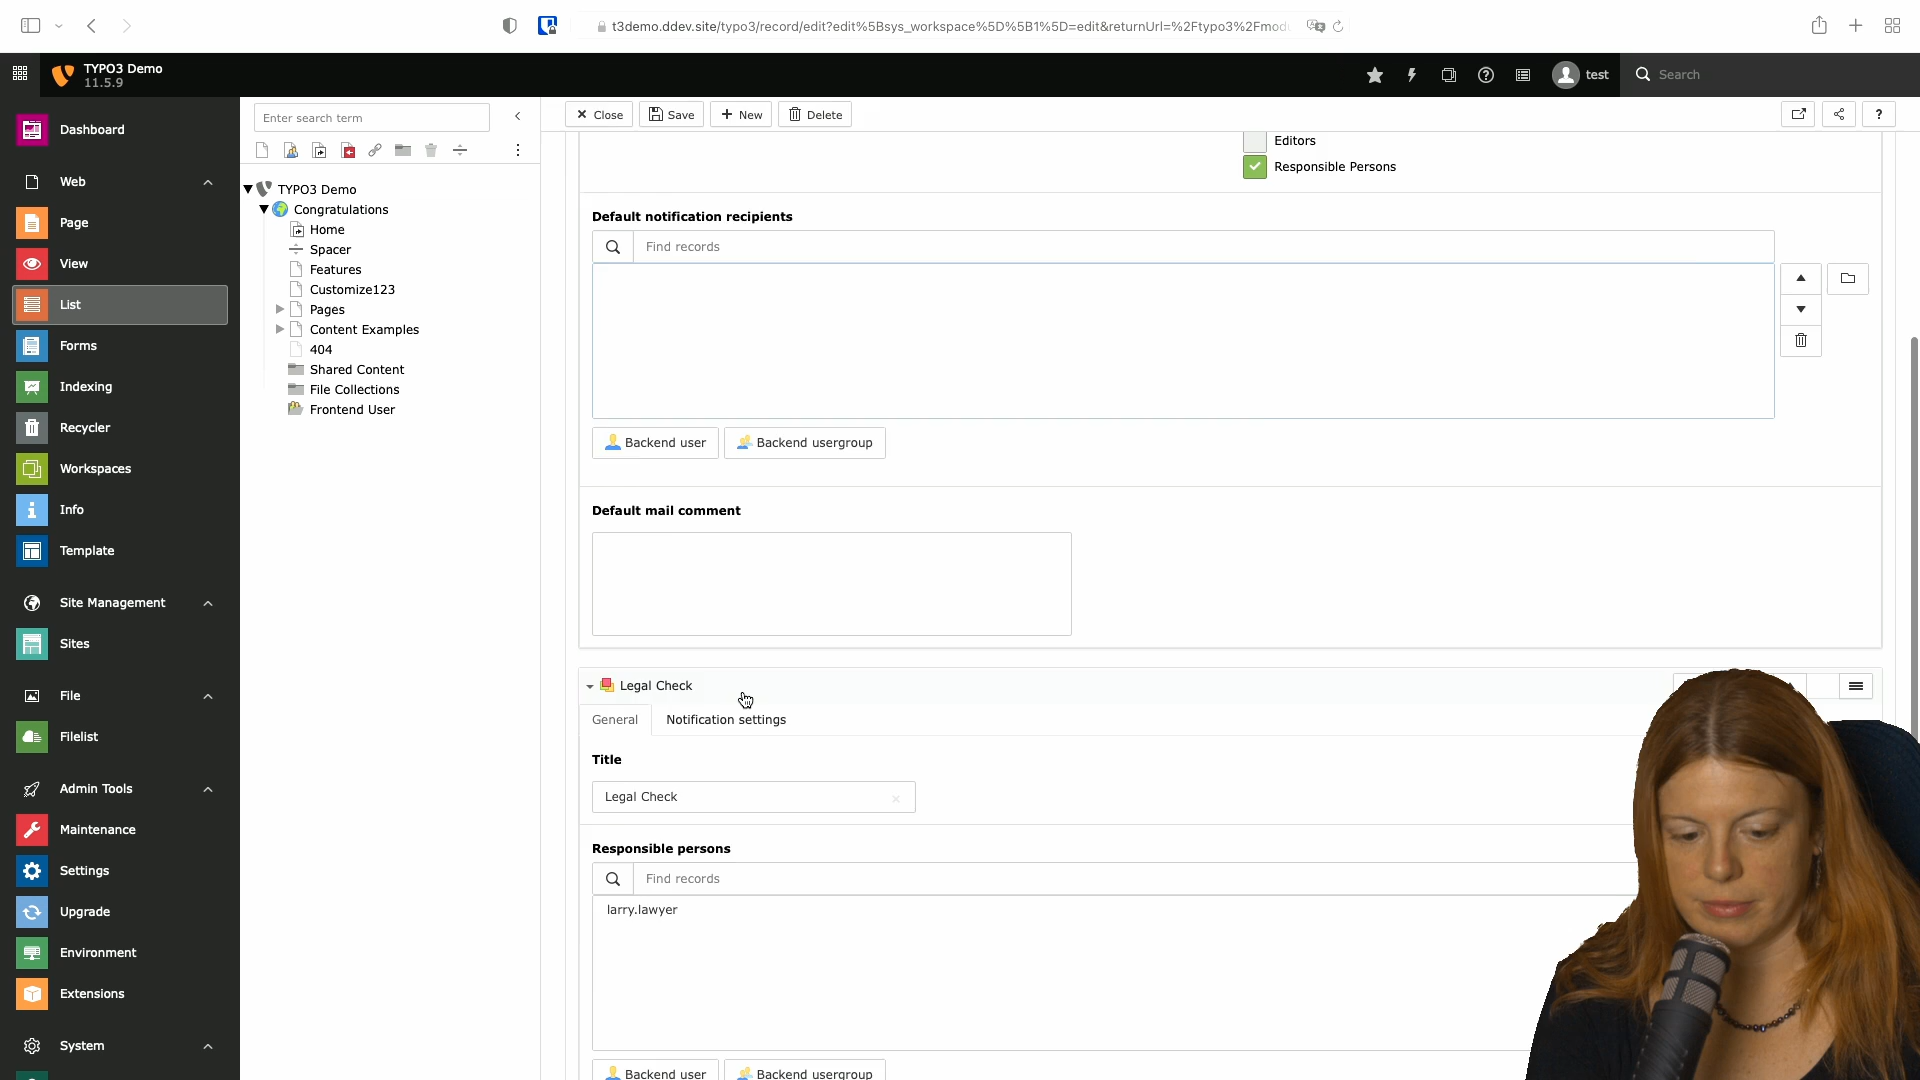 t3demo.ddev.site/typo3/record/edit?edit%5Bsys_workspace%5D%5B1%5D=edit&returnUrl=%2Ftypo3%2Fmod
TYPO3 Demo
11.5.9
test
Search
Dashboard
Web
Page
View
List
Forms
Indexing
Recycler
Workspaces
Info
Template
Site Management
Sites
File
Filelist
Admin Tools
Maintenance
Settings
Upgrade
Environment
Extensions
System
Enter search term
TYPO3 Demo
Congratulations
Home
Spacer
Features
Customize123
Pages
Content Examples
404
Shared Content
File Collections
Frontend User
Close
Save
New
Delete
?
Editors
Responsible Persons
Default notification recipients
Find records
Backend user
Backend usergroup
Default mail comment
Legal Check
General
Notification settings
Title
Legal Check
Responsible persons
Find records
larry.lawyer
Backend user
Backend usergroup